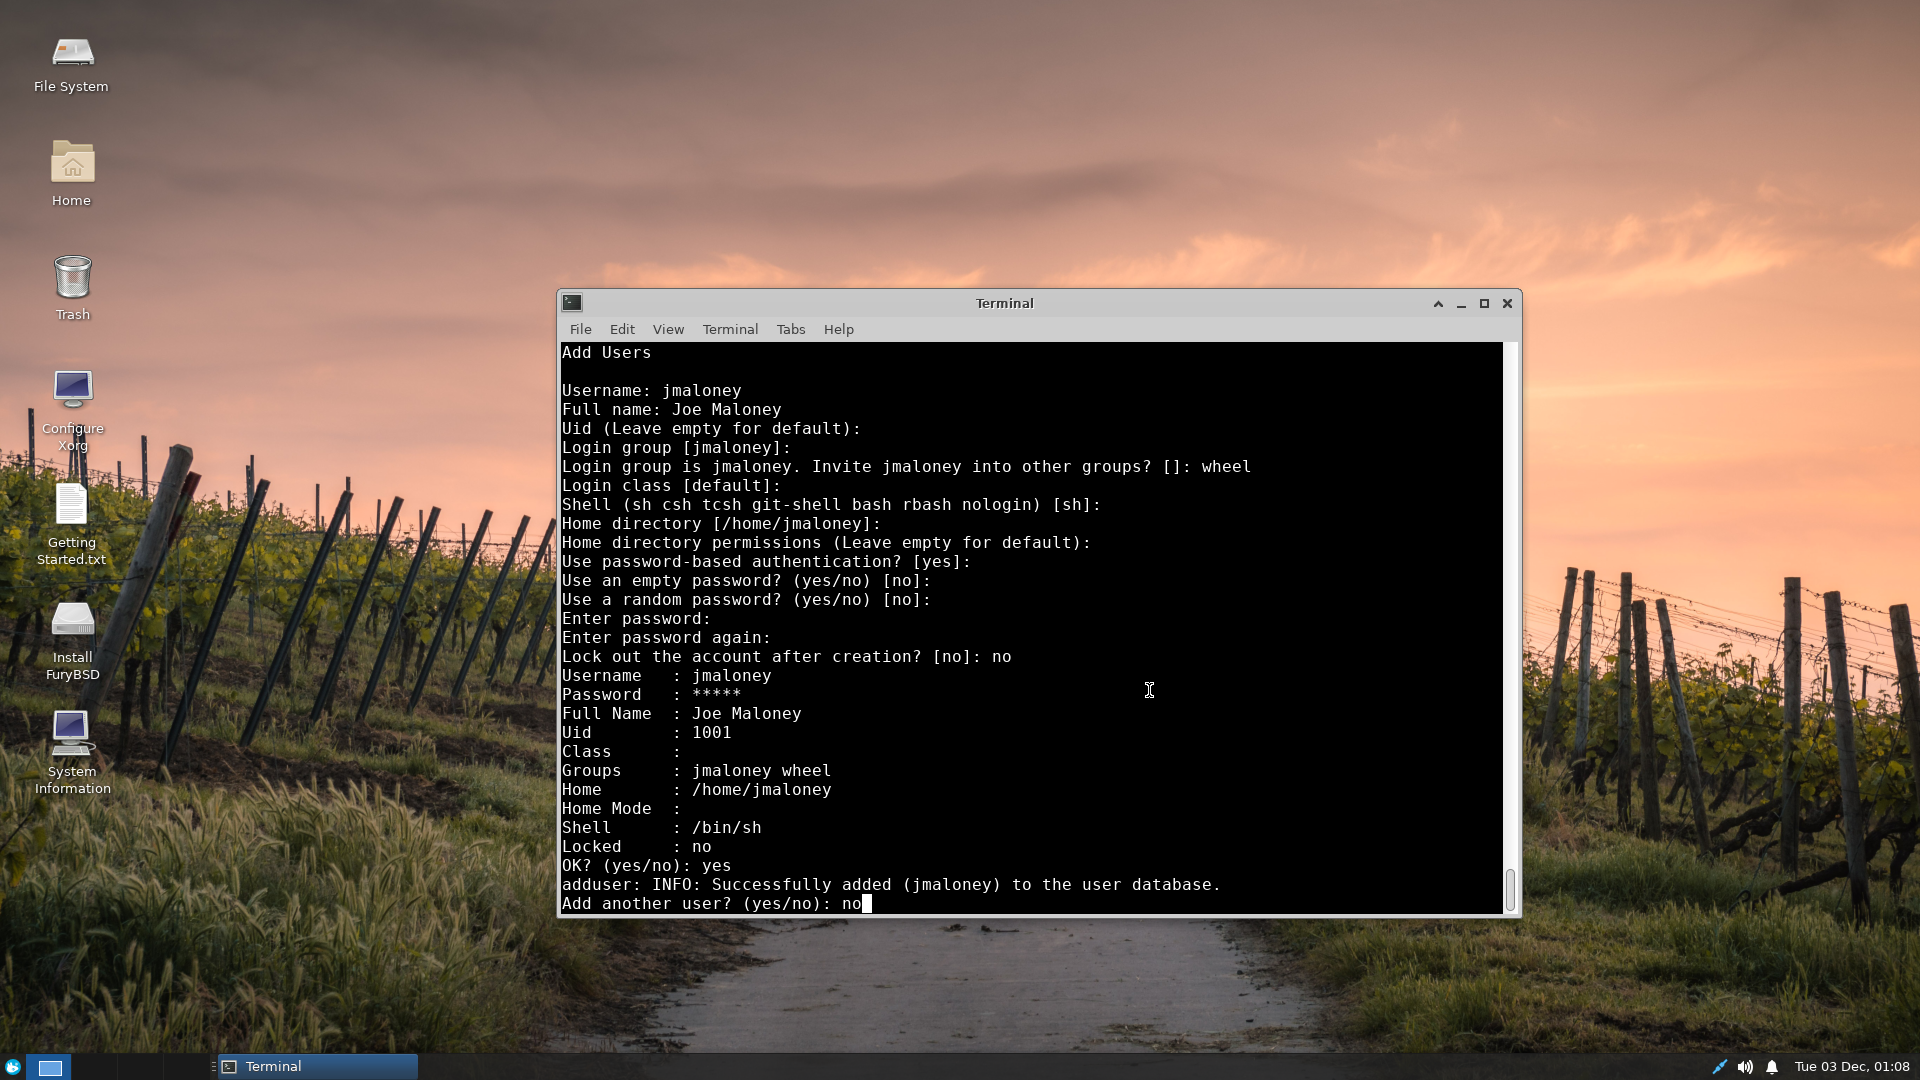 File System
Home
Trash
Configure
Xorg
Getting
Started.txt
Install
FuryBSD
System
Information
Terminal
File Edit View Terminal Tabs Help
Add Users
Username: jmaloney
Full name: Joe Maloney
Uid (Leave empty for default):
Login group [jmaloney]:
Login group is jmaloney. Invite jmaloney into other groups? []: wheel
Login class [default]:
Shell (sh csh tcsh git-shell bash rbash nologin) [sh]:
Home directory [/home/jmaloney]:
Home directory permissions (Leave empty for default):
Use password-based authentication? [yes]:
Use an empty password? (yes/no) [no]:
Use a random password? (yes/no) [no]:
Enter password:
Enter password again:
Lock out the account after creation? [no]: no
Username   : jmaloney
Password   : *****
Full Name  : Joe Maloney
Uid        : 1001
Class      :
Groups     : jmaloney wheel
Home       : /home/jmaloney
Home Mode  :
Shell      : /bin/sh
Locked     : no
OK? (yes/no): yes
adduser: INFO: Successfully added (jmaloney) to the user database.
Add another user? (yes/no): no
Terminal
Tue 03 Dec, 01:08